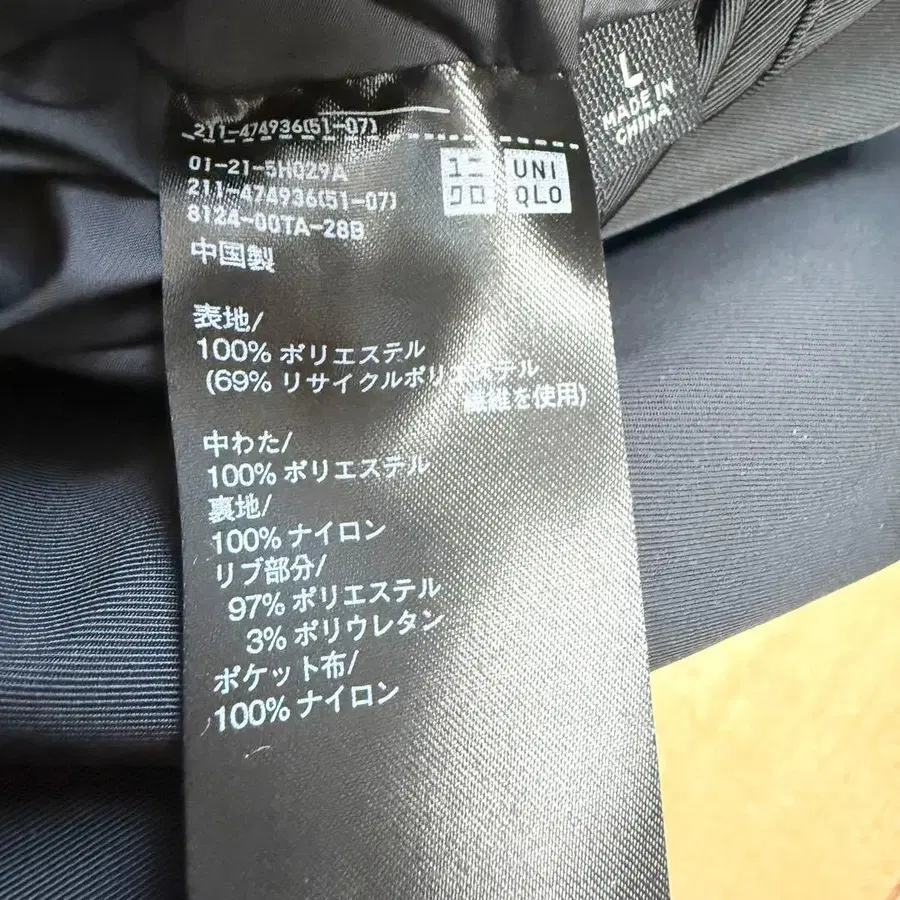 L
MADE IN
CHINA
211-474936(51-07)
01-21-5HQ29A
211-474936(51-07)
8124-00TA-28B
ユニ
クロ
UNI
QLO
中国製
表地/
100% ポリエステル
(69% リサイクルポリエステル
繊維を使用)
中わた/
100% ポリエステル
裏地/
100% ナイロン
リブ部分/
97% ポリエステル
3% ポリウレタン
ポケット布/
100% ナイロン